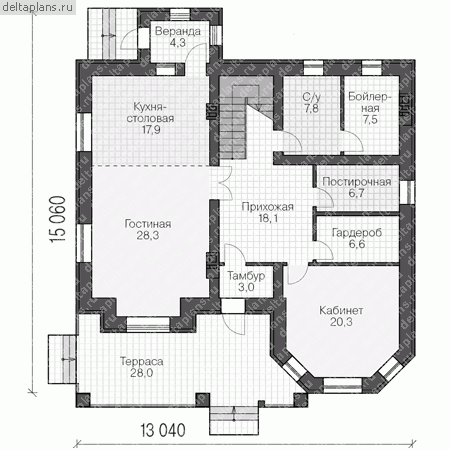 deltaplans.ru
Веранда
4,3
Кухня-
столовая
17,9
С/у
7,8
Бойлер-
ная
7,5
Постирочная
6,7
Прихожая
18,1
Гардероб
6,6
Гостиная
28,3
Тамбур
3,0
Кабинет
20,3
Терраса
28,0
15 060
13 040